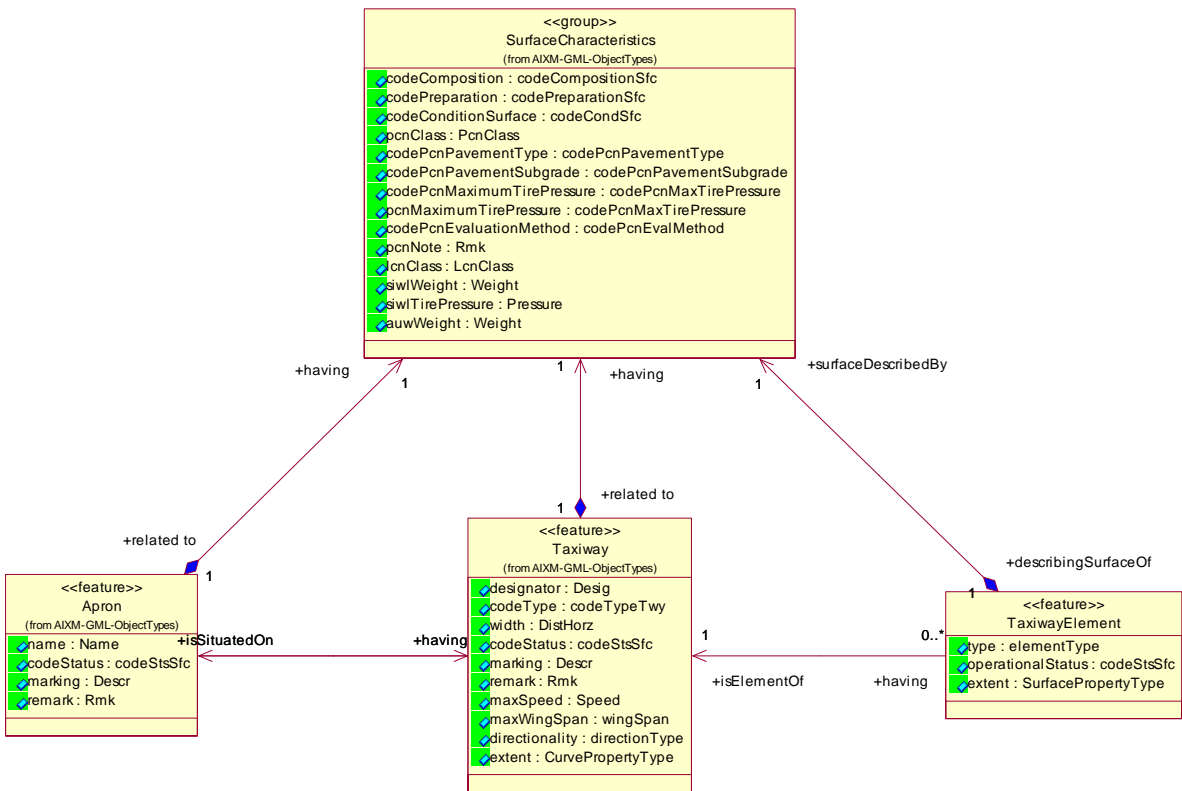 <<group>>
SurfaceCharacteristics
(from AIXM-GML-ObjectTypes)
codeComposition : codeCompositionSfc
codePreparation : codePreparationSfc
codeConditionSurface : codeCondSfc
pcnClass : PcnClass
codePcnPavementType : codePcnPavementType
codePcnPavementSubgrade : codePcnPavementSubgrade
codePcnMaximumTirePressure : codePcnMaxTirePressure
pcnMaximumTirePressure : codePcnMaxTirePressure
codePcnEvaluationMethod : codePcnEvalMethod
pcnNote : Rmk
lcnClass : LcnClass
siwlWeight : Weight
siwlTirePressure : Pressure
auwWeight : Weight
+having
1
1
+having
1
+surfaceDescribedBy
+related to
1
1
+related to
+describingSurfaceOf
1
<<feature>>
Apron
(from AIXM-GML-ObjectTypes)
name : Name
codeStatus : codeStsSfc
marking : Descr
remark : Rmk
+isSituatedOn
+having
<<feature>>
Taxiway
(from AIXM-GML-ObjectTypes)
designator : Desig
codeType : codeTypeTwy
width : DistHorz
codeStatus : codeStsSfc
marking : Descr
remark : Rmk
maxSpeed : Speed
maxWingSpan : wingSpan
directionality : directionType
extent : CurvePropertyType
1
+isElementOf
0..*
+having
<<feature>>
TaxiwayElement
type : elementType
operationalStatus : codeStsSfc
extent : SurfacePropertyType